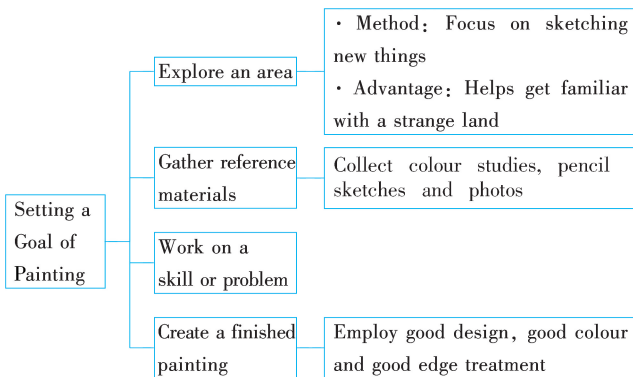 Setting a
Goal of
Painting
Explore an area
· Method: Focus on sketching
new things
· Advantage: Helps get familiar
with a strange land
Gather reference
materials
Collect colour studies, pencil
sketches and photos
Work on a
skill or problem
Create a finished
painting
Employ good design, good colour
and good edge treatment